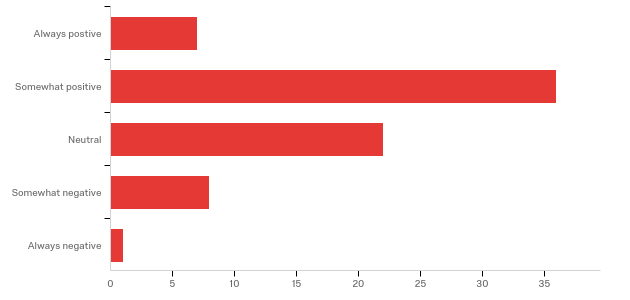 Always postive
Somewhat positive
Neutral
Somewhat negative
Always negative
0 5 10 15 20 25 30 35